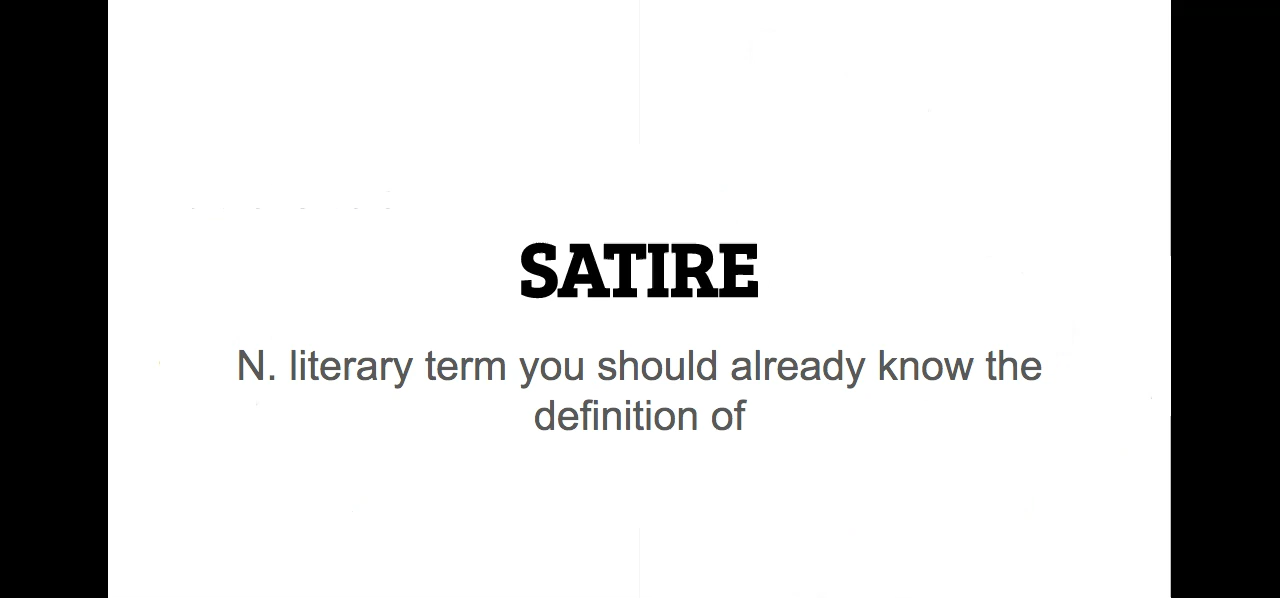 SATIRE
N. literary term you should already know the
definition of